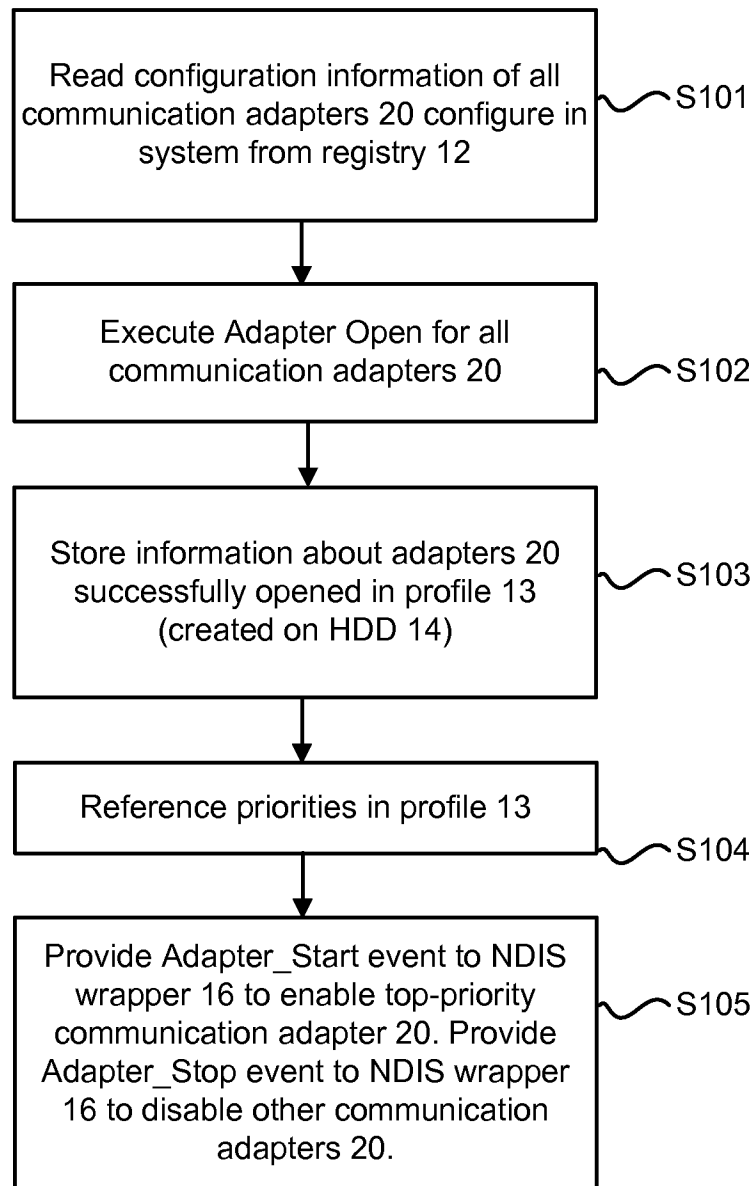 Read configuration information of all
communication adapters 20 configure in
system from registry 12
S101
Execute Adapter Open for all
communication adapters 20
S102
Store information about adapters 20
successfully opened in profile 13
(created on HDD 14)
S103
Reference priorities in profile 13
S104
Provide Adapter_Start event to NDIS
wrapper 16 to enable top-priority
communication adapter 20. Provide
Adapter_Stop event to NDIS wrapper
16 to disable other communication
adapters 20.
S105